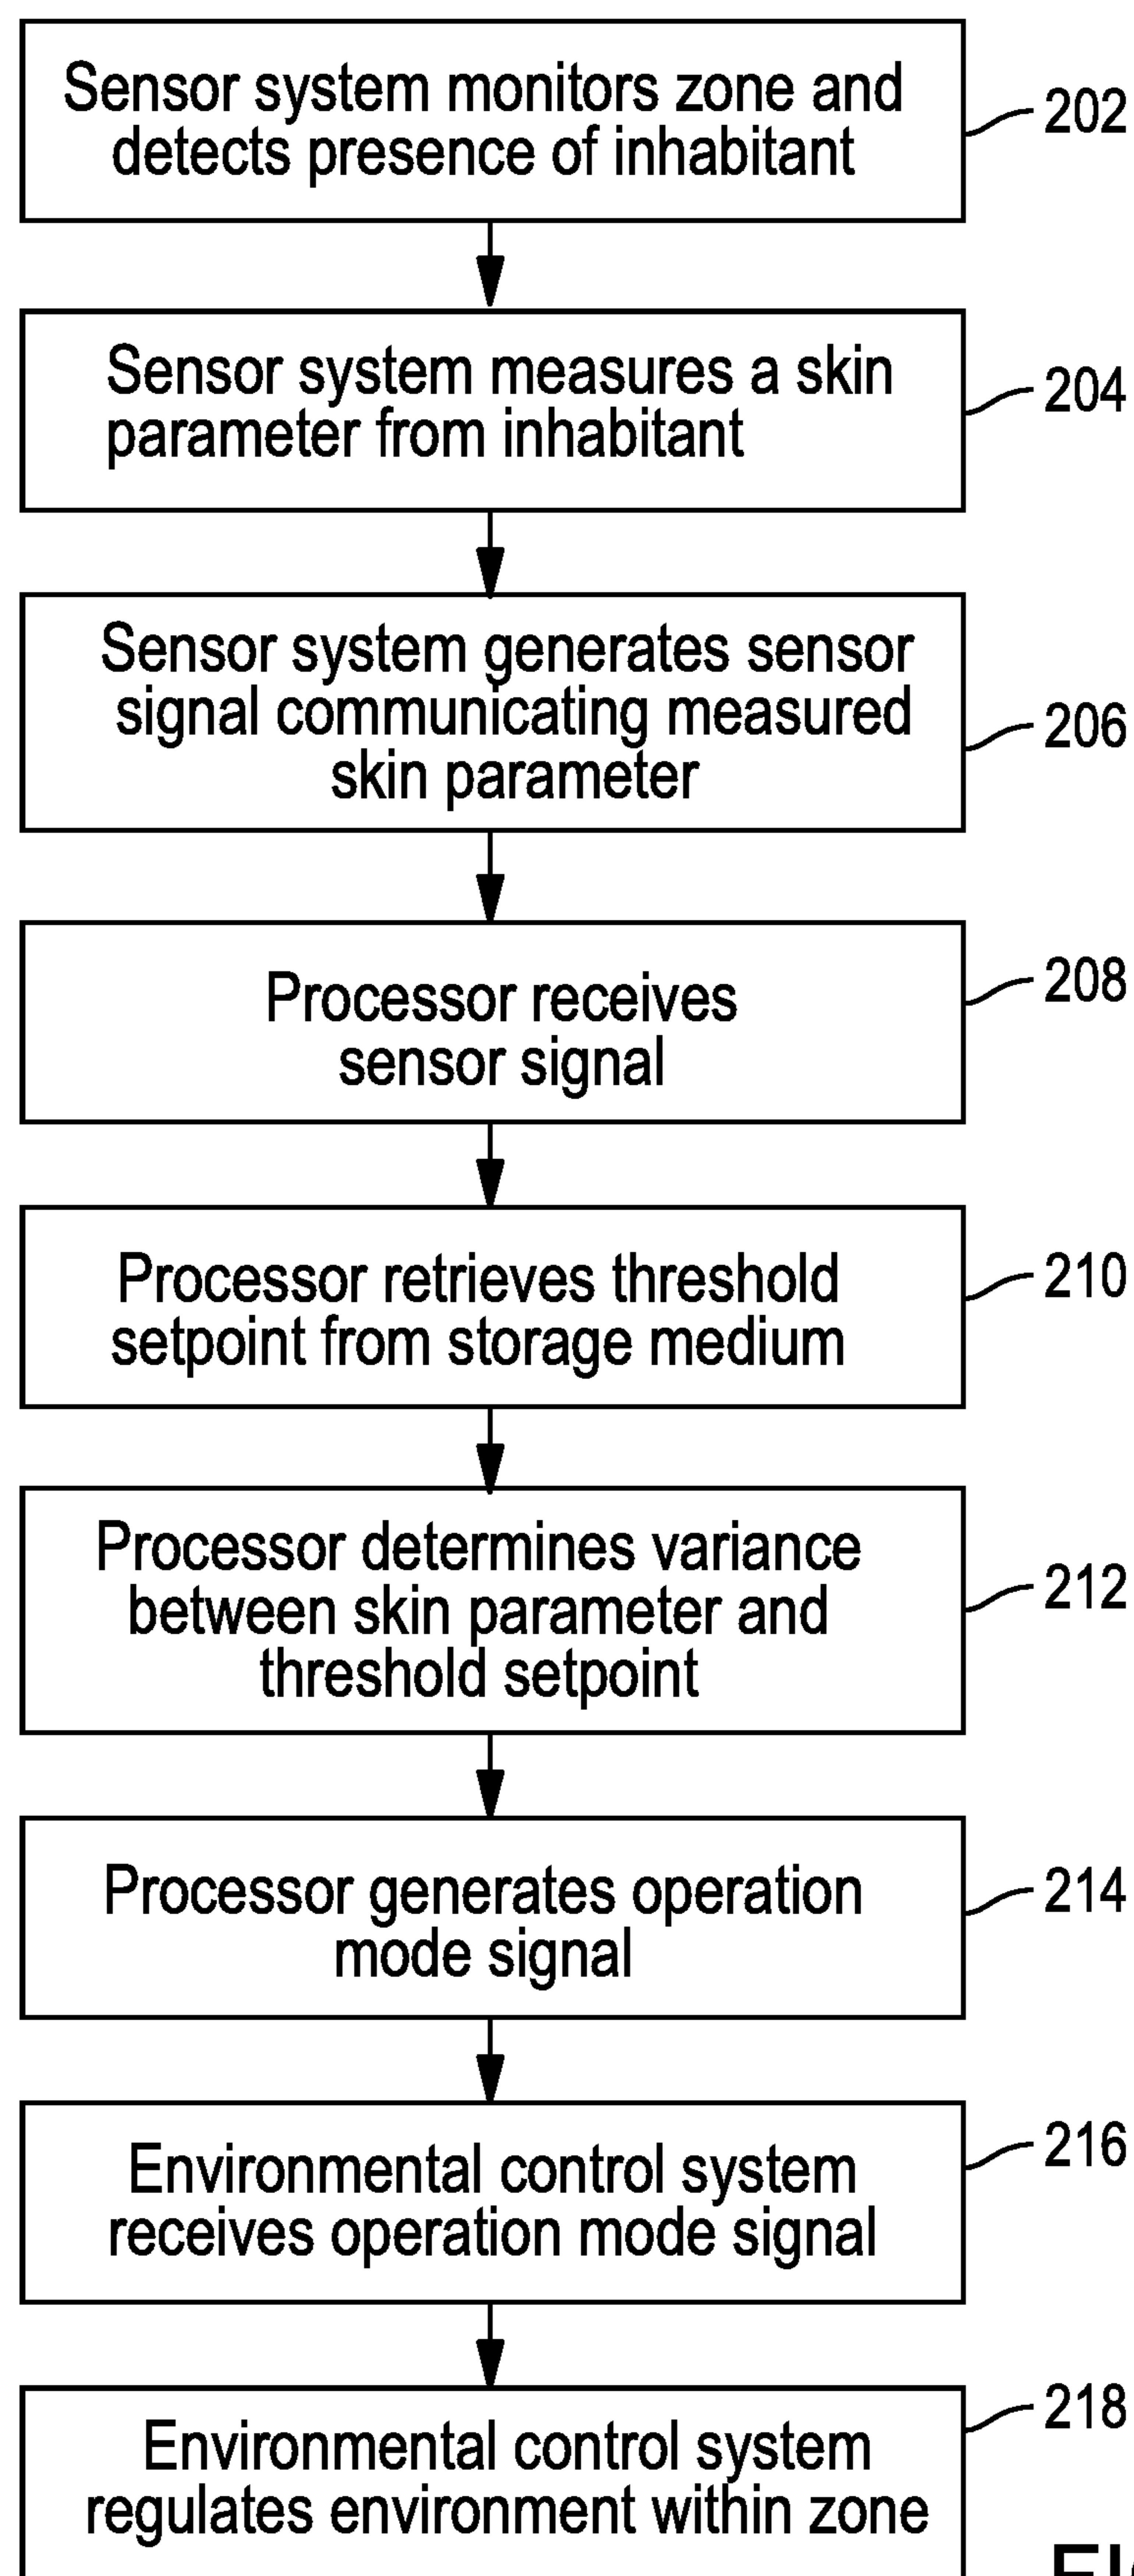 Sensor system monitors zone and
detects presence of inhabitant
202
Sensor system measures a skin
parameter from inhabitant
204
Sensor system generates sensor
signal communicating measured
skin parameter
206
Processor receives
sensor signal
208
Processor retrieves threshold
setpoint from storage medium
210
Processor determines variance
between skin parameter and
threshold setpoint
212
Processor generates operation
mode signal
214
Environmental control system
receives operation mode signal
216
Environmental control system
regulates environment within zone
218